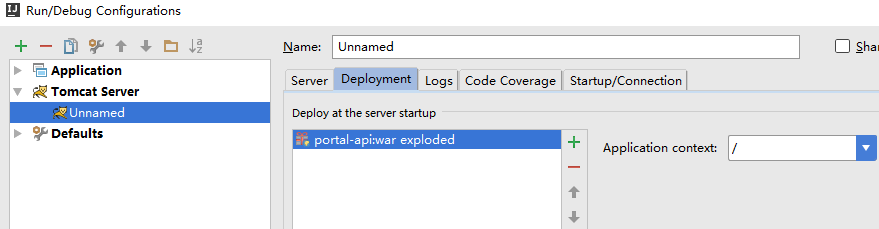 Run/Debug Configurations
Name: Unnamed
Shar
Application
Tomcat Server
Unnamed
Defaults
Server Deployment Logs Code Coverage Startup/Connection
Deploy at the server startup
portal-api:war exploded
Application context: /